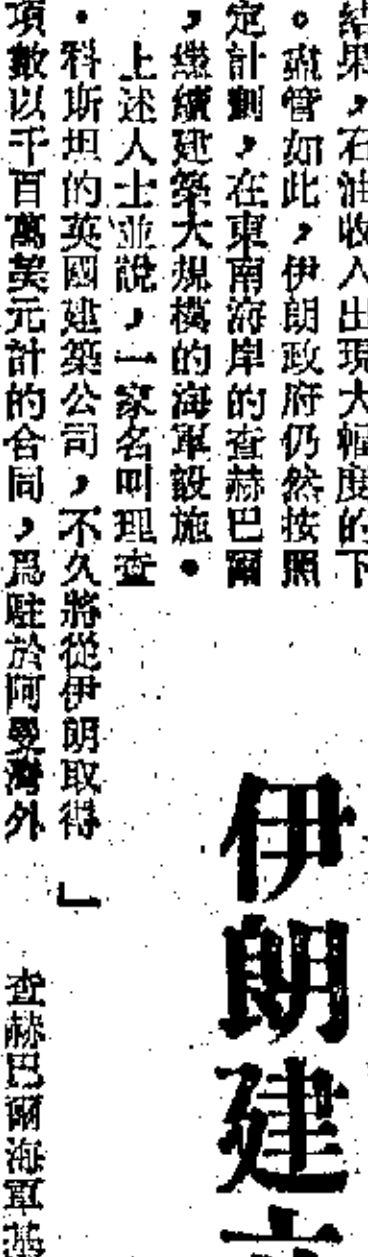 結果，石油收入出現大幅度的下
。儘管如此，伊朗政府仍然按照
定計劃，在東南海岸的查赫巴爾
，繼續建築大規模的海軍設施。
上述人士並說，一家名叫理查
・科斯坦的英國建築公司，不久將從伊朗取得
項數以千百萬美元計的合同，爲駐於阿曼灣外
伊朗建
」
查赫巴爾海軍基